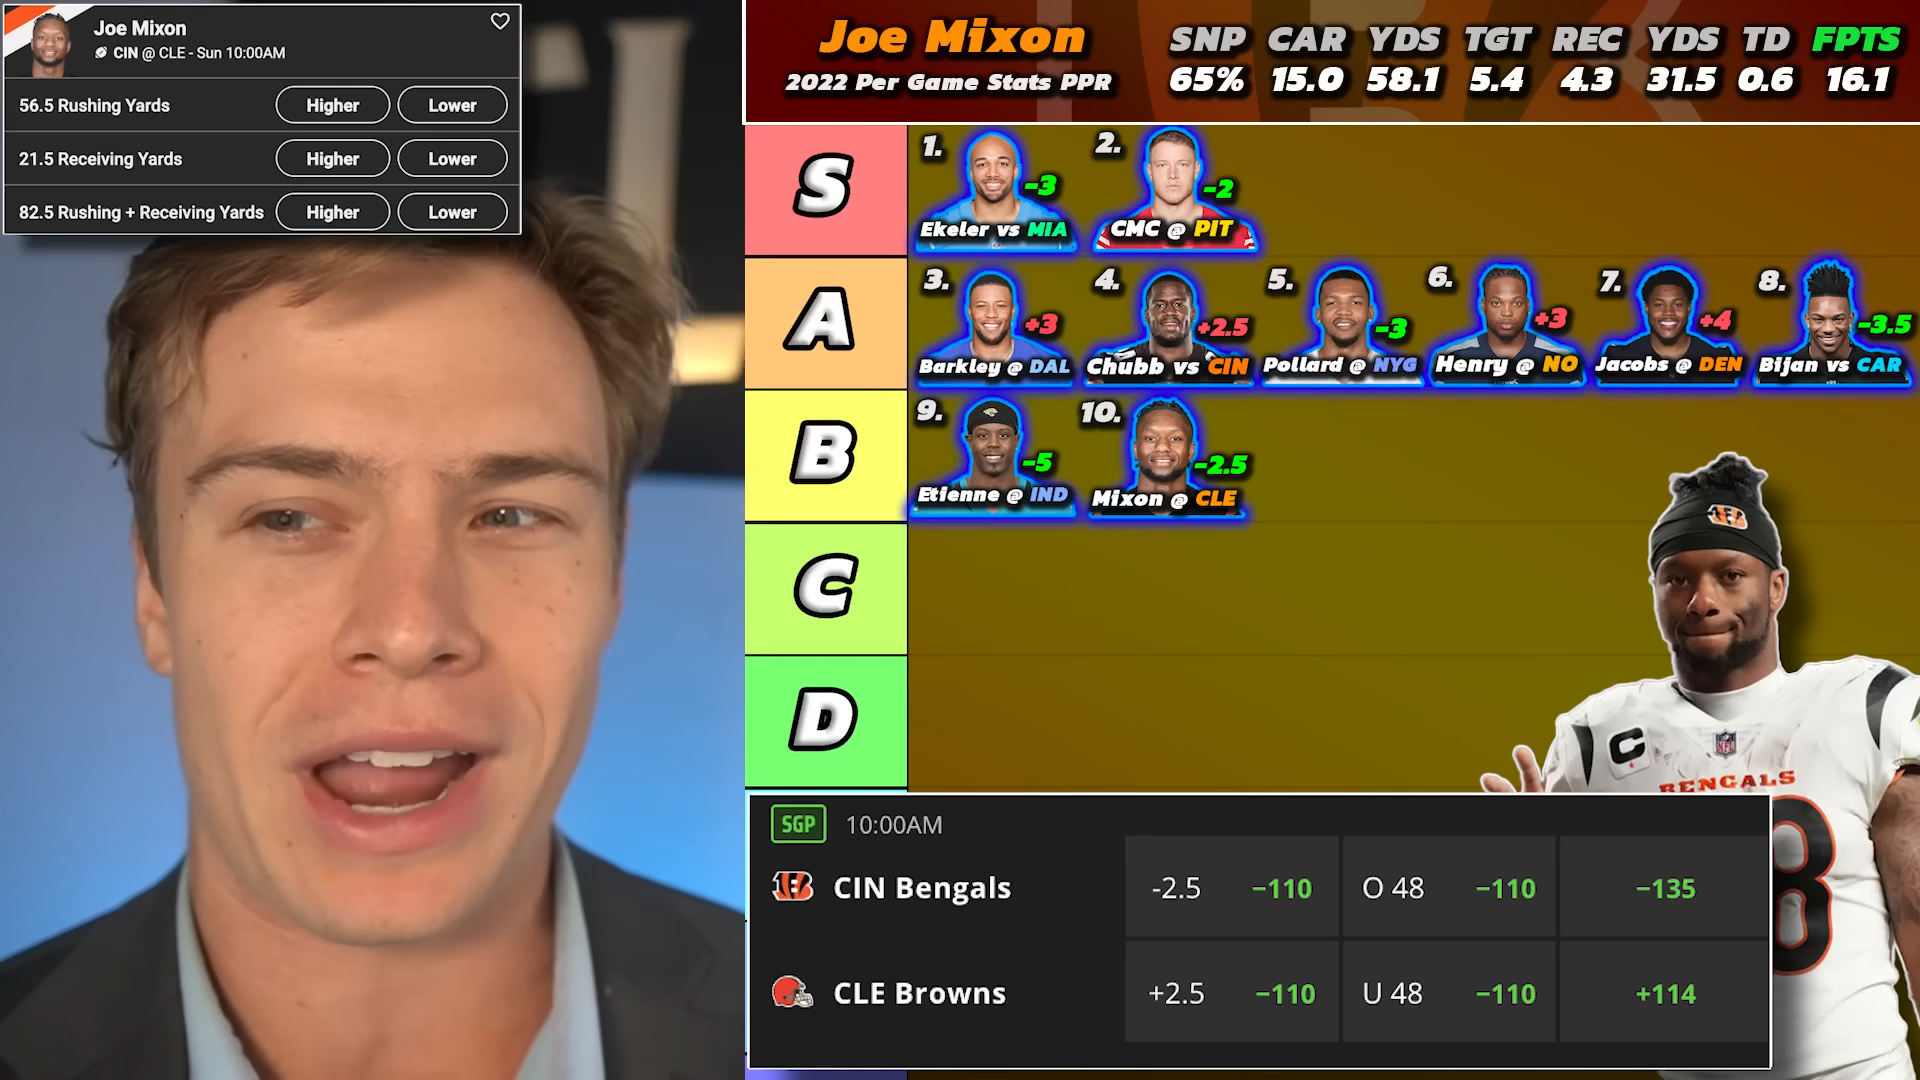 Joe Mixon
CIN @ CLE - Sun 10:00AM
56.5 Rushing Yards Higher Lower
21.5 Receiving Yards Higher Lower
82.5 Rushing + Receiving Yards Higher Lower
Joe Mixon
2022 Per Game Stats PPR
SNP CAR YDS TGT REC YDS TD FPTS
65% 15.0 58.1 5.4 4.3 31.5 0.6 16.1
S
1. -3 Ekeler vs MIA
2. -2 CMC @ PIT
A
3. +3 Barkley @ DAL
4. +2.5 Chubb vs CIN
5. -3 Pollard @ NYG
6. +3 Henry @ NO
7. +4 Jacobs @ DEN
8. -3.5 Bijan vs CAR
B
9. -5 Etienne @ IND
10. -2.5 Mixon @ CLE
C
D
C
NFL
BENGALS
8
SGP 10:00AM
CIN Bengals -2.5 −110 O 48 −110 −135
CLE Browns +2.5 −110 U 48 −110 +114